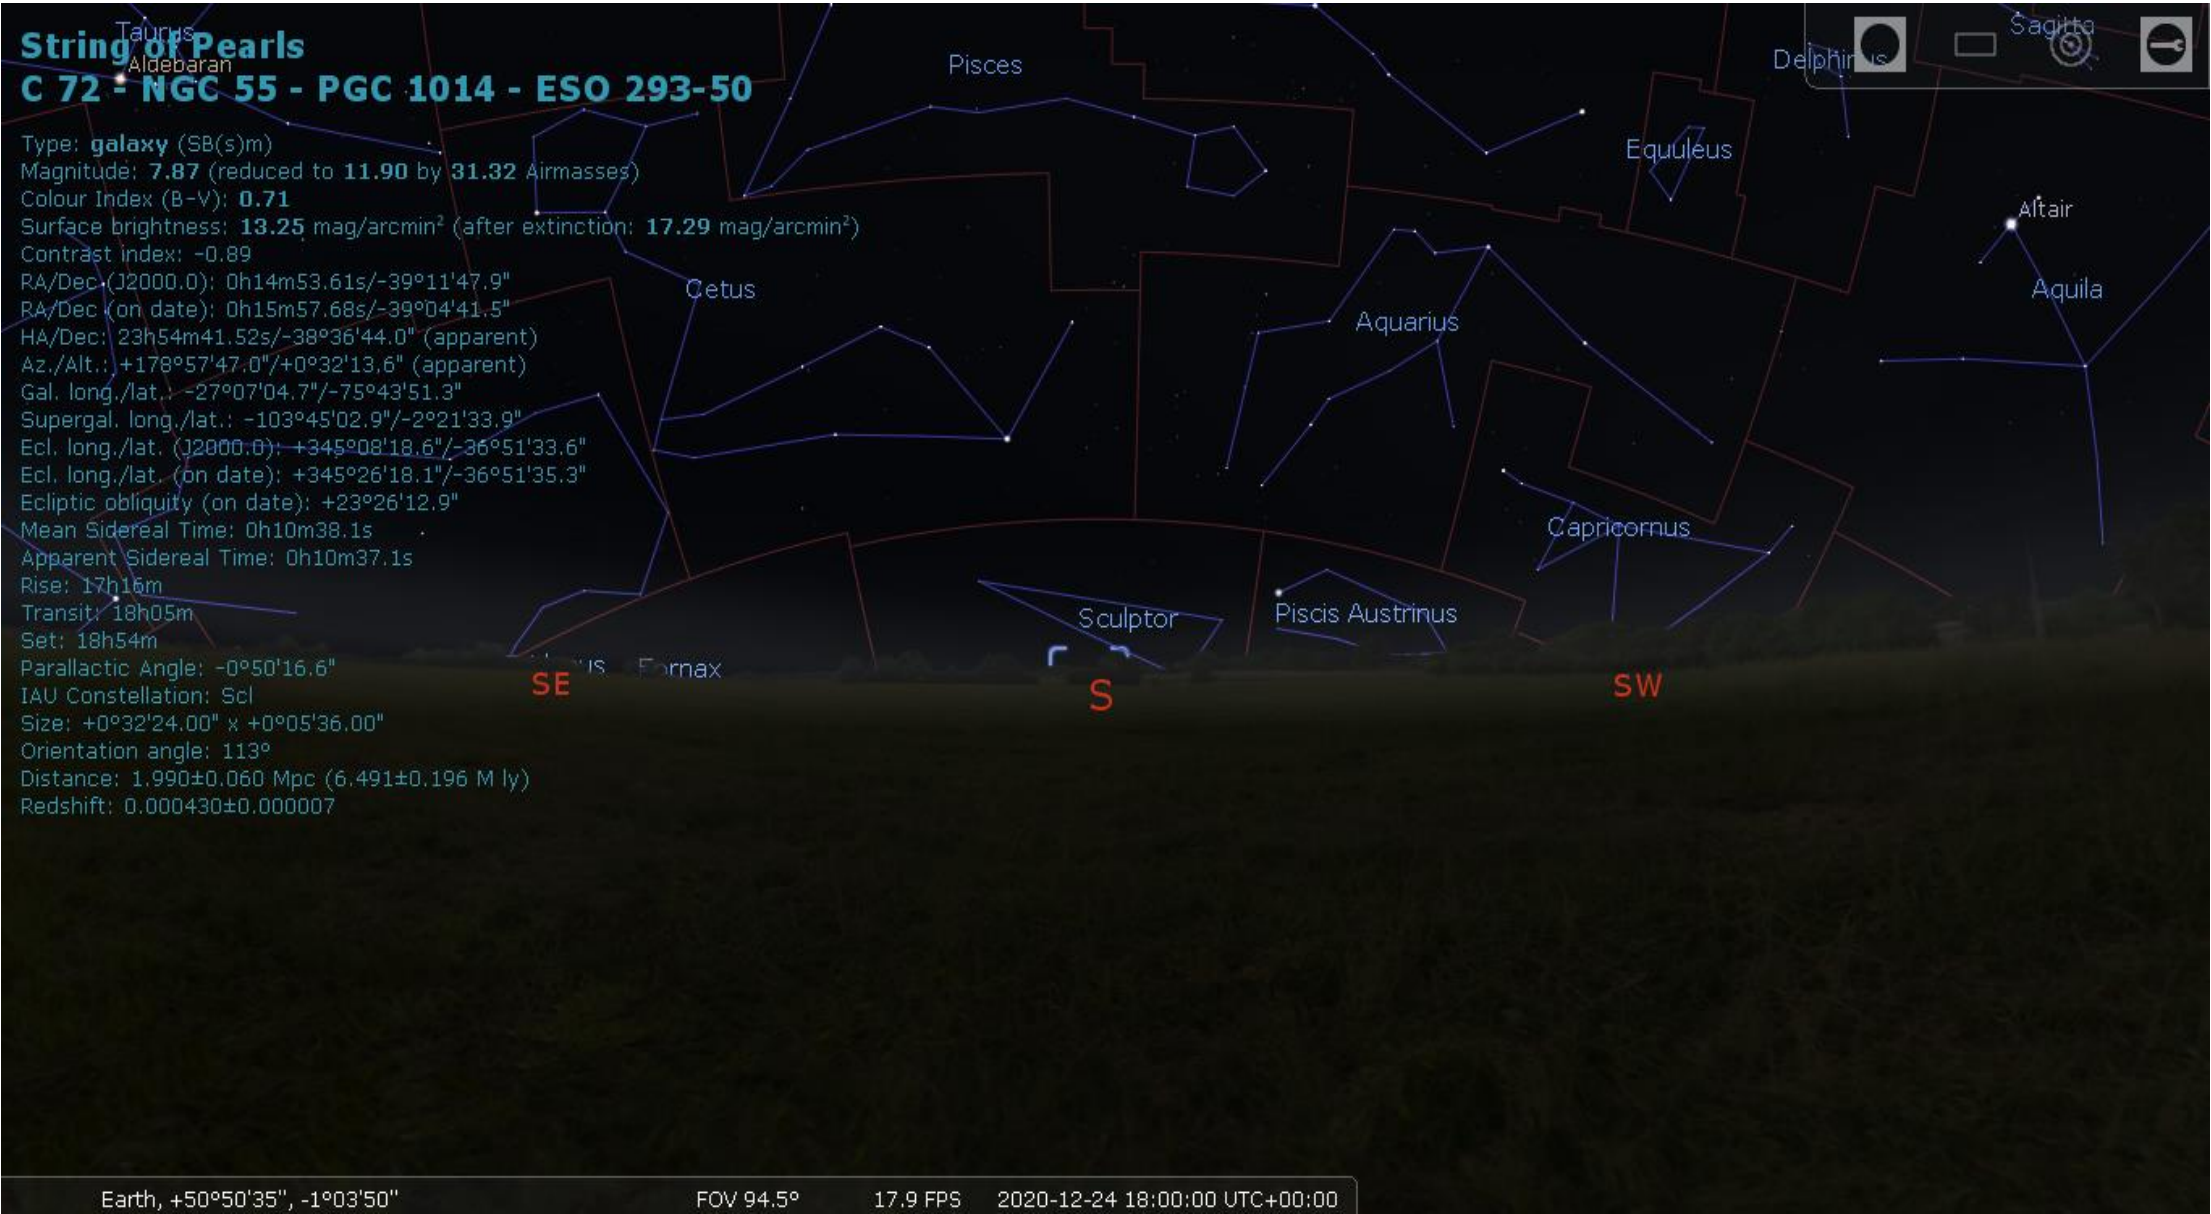 Taurus
Aldebaran
String of Pearls
C 72 - NGC 55 - PGC 1014 - ESO 293-50
Type: galaxy (SB(s)m)
Magnitude: 7.87 (reduced to 11.90 by 31.32 Airmasses)
Colour Index (B-V): 0.71
Surface brightness: 13.25 mag/arcmin² (after extinction: 17.29 mag/arcmin²)
Contrast index: -0.89
RA/Dec (J2000.0): 0h14m53.61s/-39°11'47.9"
RA/Dec (on date): 0h15m57.68s/-39°04'41.5"
HA/Dec: 23h54m41.52s/-38°36'44.0" (apparent)
Az./Alt.: +178°57'47.0"/+0°32'13.6" (apparent)
Gal. long./lat.: -27°07'04.7"/-75°43'51.3"
Supergal. long./lat.: -103°45'02.9"/-2°21'33.9"
Ecl. long./lat. (J2000.0): +345°08'18.6"/-36°51'33.6"
Ecl. long./lat. (on date): +345°26'18.1"/-36°51'35.3"
Ecliptic obliquity (on date): +23°26'12.9"
Mean Sidereal Time: 0h10m38.1s
Apparent Sidereal Time: 0h10m37.1s
Rise: 17h16m
Transit: 18h05m
Set: 18h54m
Parallactic Angle: -0°50'16.6"
IAU Constellation: Scl
Size: +0°32'24.00" x +0°05'36.00"
Orientation angle: 113°
Distance: 1.990±0.060 Mpc (6.491±0.196 M ly)
Redshift: 0.000430±0.000007
Pisces
Delphinus
Sagitta
Equuleus
Altair
Aquila
Cetus
Aquarius
Capricornus
Sculptor
Piscis Austrinus
Fornax
SE
S
SW
Earth, +50°50'35", -1°03'50"
FOV 94.5°
17.9 FPS
2020-12-24 18:00:00 UTC+00:00